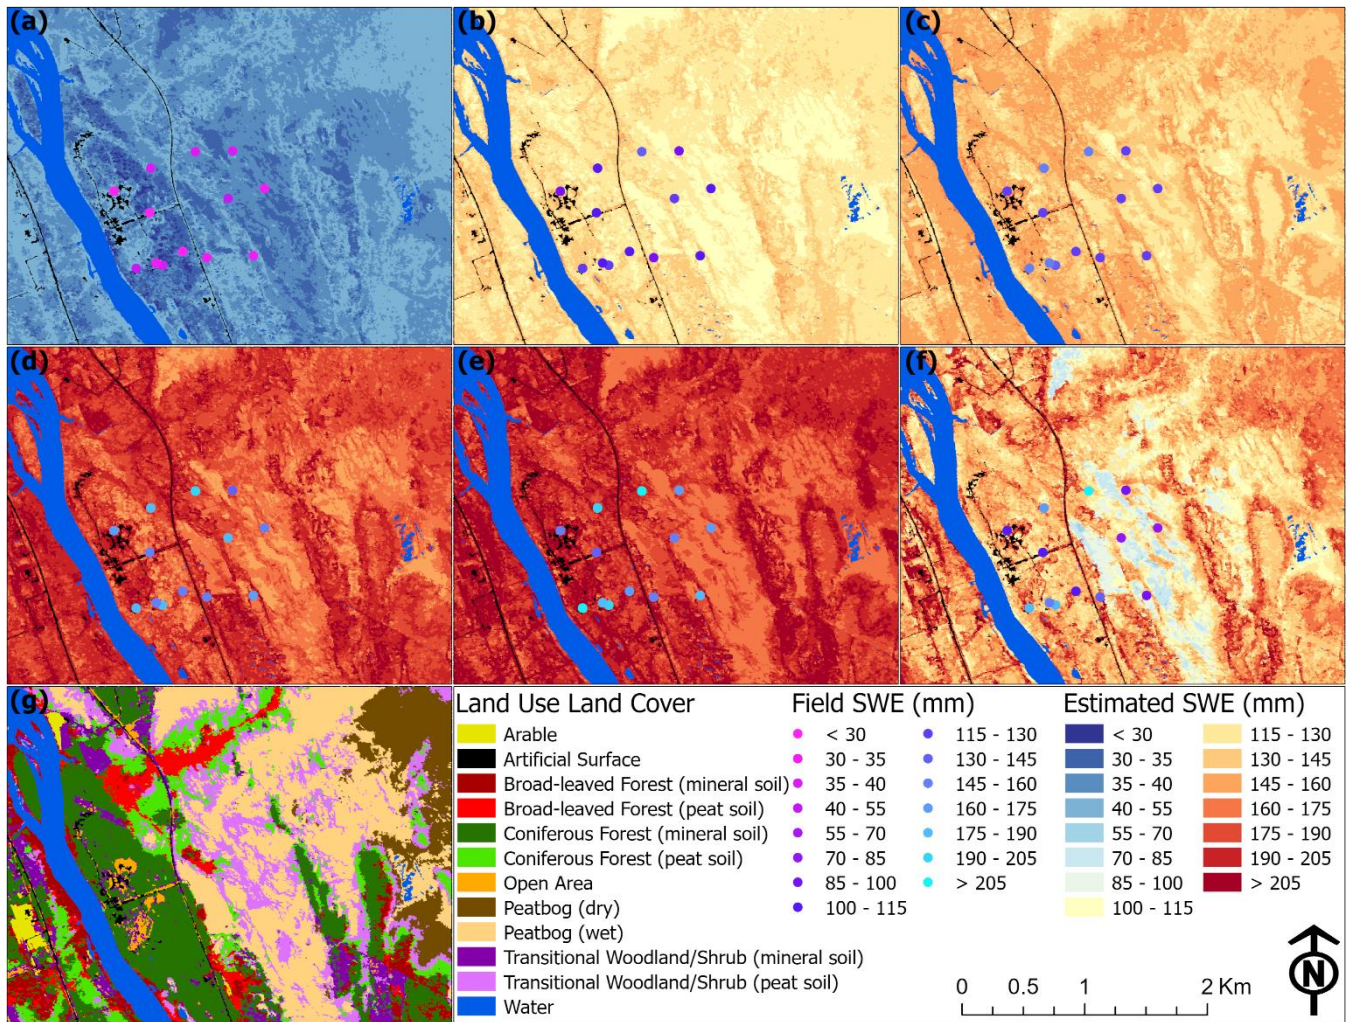 (a)
(b)
(c)
(d)
(e)
(f)
(g)
Land Use Land Cover
Arable
Artificial Surface
Broad-leaved Forest (mineral soil)
Broad-leaved Forest (peat soil)
Coniferous Forest (mineral soil)
Coniferous Forest (peat soil)
Open Area
Peatbog (dry)
Peatbog (wet)
Transitional Woodland/Shrub (mineral soil)
Transitional Woodland/Shrub (peat soil)
Water
Field SWE (mm)
< 30
30 - 35
35 - 40
40 - 55
55 - 70
70 - 85
85 - 100
100 - 115
115 - 130
130 - 145
145 - 160
160 - 175
175 - 190
190 - 205
> 205
Estimated SWE (mm)
< 30
30 - 35
35 - 40
40 - 55
55 - 70
70 - 85
85 - 100
100 - 115
115 - 130
130 - 145
145 - 160
160 - 175
175 - 190
190 - 205
> 205
0 0.5 1 2 Km
N